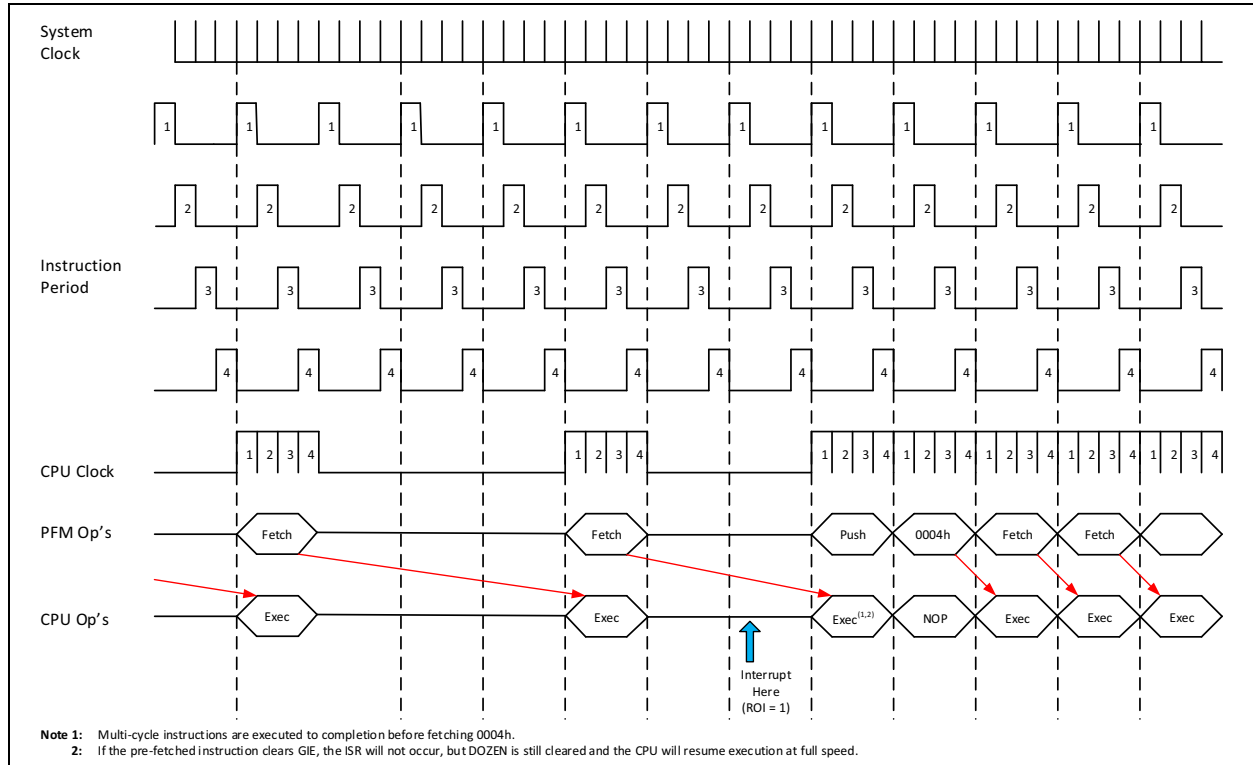 System
Clock
1 1 1 1 1 1 1 1 1 1 1 1 1
2 2 2 2 2 2 2 2 2 2 2 2 2
Instruction
Period
3 3 3 3 3 3 3 3 3 3 3 3 3
4 4 4 4 4 4 4 4 4 4 4 4 4
CPU Clock
1 2 3 4 1 2 3 4 1 2 3 4 1 2 3 4 1 2 3 4 1 2 3 4 1 2 3 4
PFM Op's
Fetch Fetch Push 0004h Fetch Fetch
CPU Op's
Exec Exec Exec(1,2) NOP Exec Exec Exec
Interrupt
Here
(ROI = 1)
Note 1: Multi-cycle instructions are executed to completion before fetching 0004h.
2: If the pre-fetched instruction clears GIE, the ISR will not occur, but DOZEN is still cleared and the CPU will resume execution at full speed.